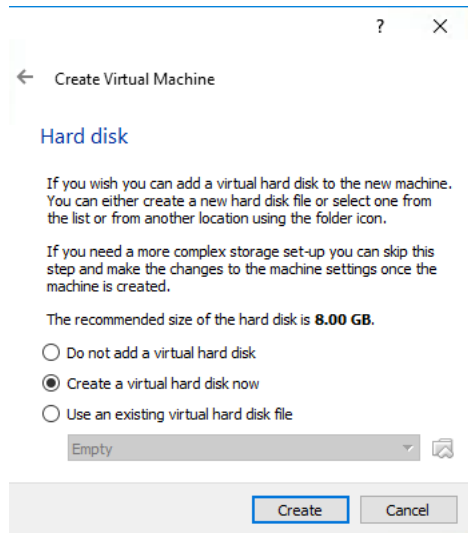 ?
Create Virtual Machine
Hard disk
If you wish you can add a virtual hard disk to the new machine.
You can either create a new hard disk file or select one from
the list or from another location using the folder icon.
If you need a more complex storage set-up you can skip this
step and make the changes to the machine settings once the
machine is created.
The recommended size of the hard disk is 8.00 GB.
Do not add a virtual hard disk
Create a virtual hard disk now
Use an existing virtual hard disk file
Empty
Create Cancel